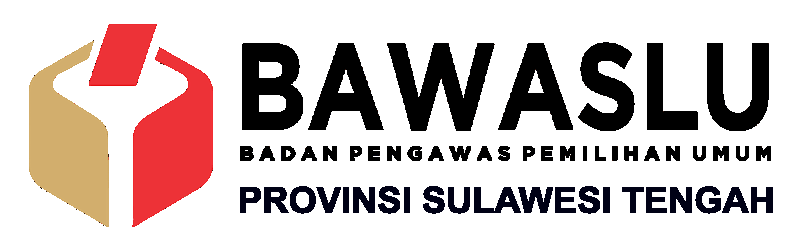 BAWASLU
BADAN PENGAWAS PEMILIHAN UMUM
PROVINSI SULAWESI TENGAH